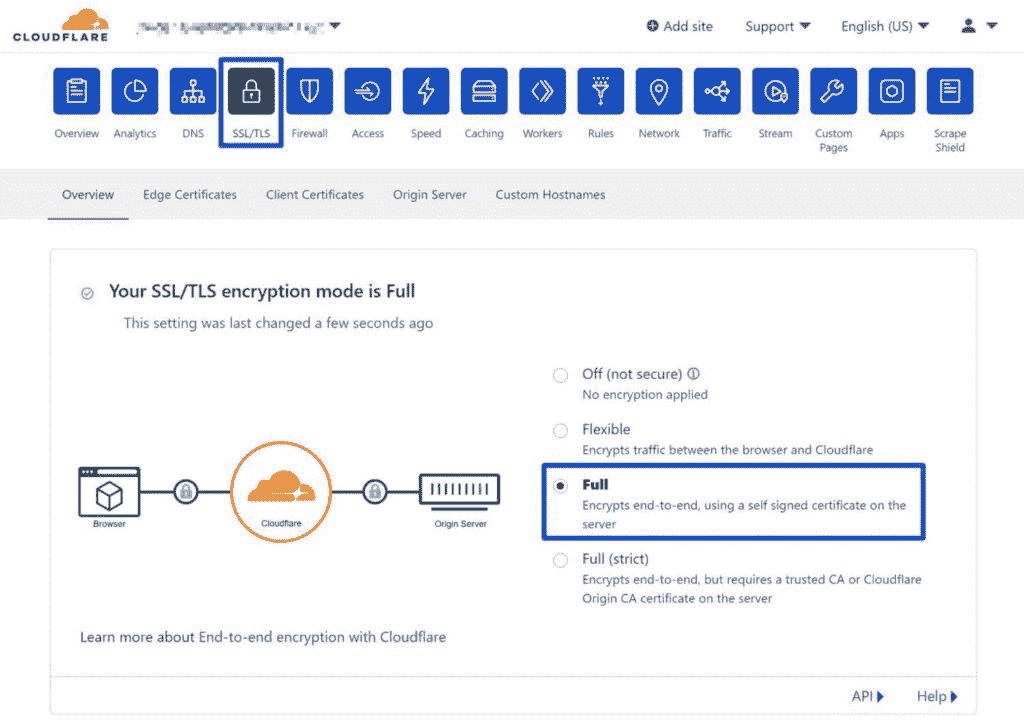 CLOUDFLARE
Add site
Support
English (US)
Overview
Analytics
DNS
SSL/TLS
Firewall
Access
Speed
Caching
Workers
Rules
Network
Traffic
Stream
Custom
Pages
Apps
Scrape
Shield
Overview
Edge Certificates
Client Certificates
Origin Server
Custom Hostnames
Your SSL/TLS encryption mode is Full
This setting was last changed a few seconds ago
Off (not secure)
No encryption applied
Flexible
Encrypts traffic between the browser and Cloudflare
Full
Encrypts end-to-end, using a self signed certificate on the
server
Full (strict)
Encrypts end-to-end, but requires a trusted CA or Cloudflare
Origin CA certificate on the server
Browser
Cloudflare
Origin Server
Learn more about End-to-end encryption with Cloudflare
API
Help